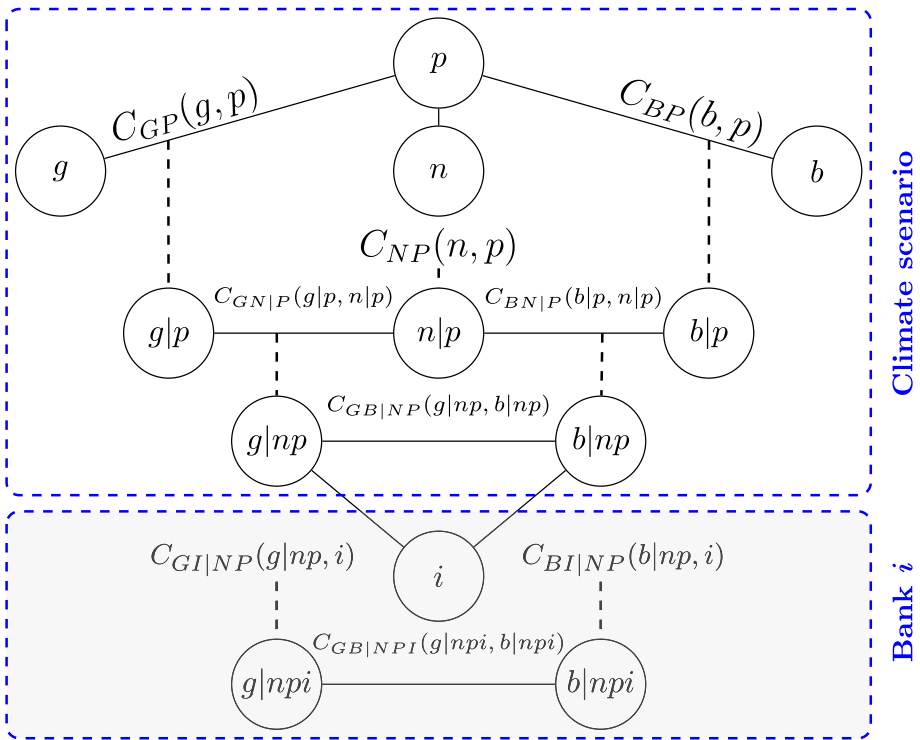 p
C_{GP}(g, p)
C_{BP}(b, p)
g
n
b
C_{NP}(n, p)
C_{GN|P}(g|p, n|p)
C_{BN|P}(b|p, n|p)
g|p
n|p
b|p
C_{GB|NP}(g|np, b|np)
g|np
b|np
Climate scenario
C_{GI|NP}(g|np, i)
C_{BI|NP}(b|np, i)
i
C_{GB|NPI}(g|npi, b|npi)
g|npi
b|npi
Bank i